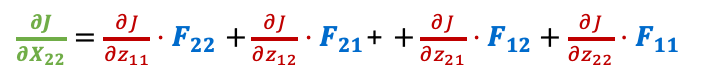 ∂J/∂X₂₂ = ∂J/∂z₁₁ · F₂₂ + ∂J/∂z₁₂ · F₂₁ + + ∂J/∂z₂₁ · F₁₂ + ∂J/∂z₂₂ · F₁₁